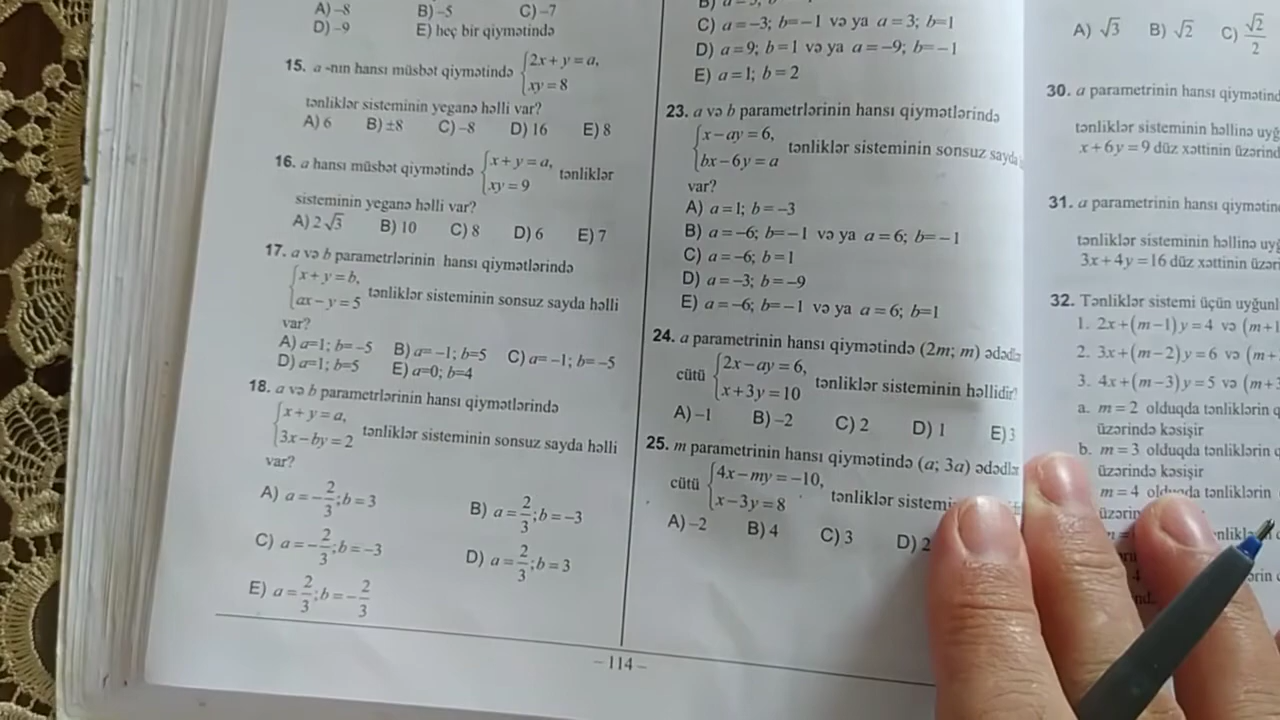 A) –8 B) –5 C) –7
D) –9 E) heç bir qiymətində
15. a -nın hansı müsbət qiymətində {2x + y = a,
xy = 8
tənliklər sisteminin yeganə həlli var?
A) 6 B) ±8 C) –8 D) 16 E) 8
16. a hansı müsbət qiymətində {x + y = a, tənliklər
xy = 9
sisteminin yeganə həlli var?
A) 2√3 B) 10 C) 8 D) 6 E) 7
17. a və b parametrlərinin hansı qiymətlərində
{x + y = b,
ax – y = 5 tənliklər sisteminin sonsuz sayda həlli
var?
A) a=1; b= –5 B) a= –1; b=5 C) a= –1; b= –5
D) a=1; b=5 E) a=0; b=4
18. a və b parametrlərinin hansı qiymətlərində
{x + y = a,
3x – by = 2 tənliklər sisteminin sonsuz sayda həlli
var?
A) a = –2/3; b = 3 B) a = 2/3; b = –3
C) a = –2/3; b = –3 D) a = 2/3; b = 3
E) a = 2/3; b = –2/3
C) a = –3; b= –1 və ya a = 3; b=1
D) a=9; b=1 və ya a = –9; b= –1
E) a=1; b=2
23. a və b parametrlərinin hansı qiymətlərində
{x – ay = 6,
bx – 6y = a tənliklər sisteminin sonsuz sayda
var?
A) a=1; b= –3
B) a= –6; b= –1 və ya a=6; b= –1
C) a= –6; b=1
D) a= –3; b= –9
E) a= –6; b= –1 və ya a=6; b=1
24. a parametrinin hansı qiymətində (2m; m)
cütü {2x – ay = 6,
x + 3y = 10 tənliklər sisteminin həllidir?
A) –1 B) –2 C) 2 D) 1 E) 3
25. m parametrinin hansı qiymətində (a; 3a)
cütü {4x – my = –10,
x – 3y = 8 tənliklər
A) –2 B) 4 C) 3 D) 2
– 114 –
A) √3 B) √2 C) √2/2
30. a parametrinin hansı
tənliklər sisteminin həllinə
x + 6y = 9 düz xəttinin
31. a parametrinin hansı
tənliklər sisteminin həllinə
3x + 4y = 16 düz xəttinin
32. Tənliklər sistemi üçün
1. 2x + (m – 1)y = 4 və
2. 3x + (m – 2)y = 6 və
3. 4x + (m – 3)y = 5 və
a. m = 2 olduqda tənliklərin
üzərində kəsişir
b. m = 3 olduqda tənliklərin
üzərində kəsişir
m = 4 olduqda tənliklərin